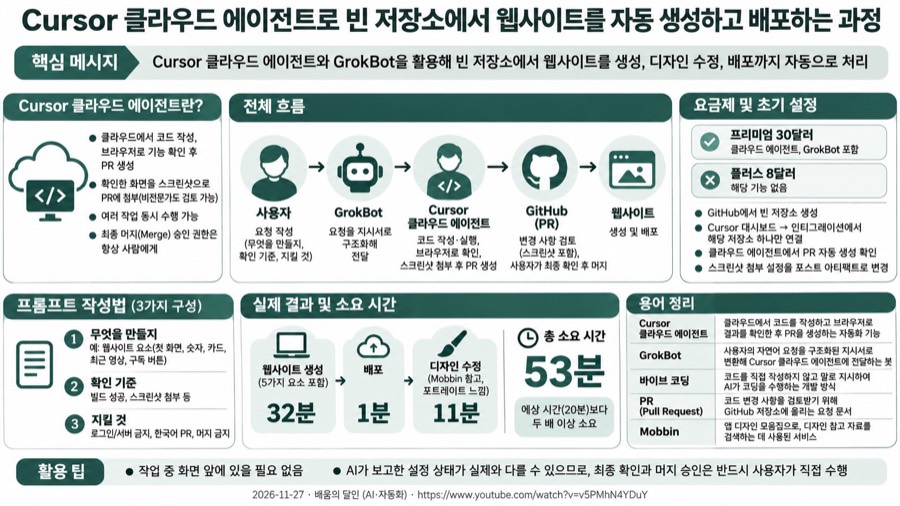 Cursor 클라우드 에이전트로 빈 저장소에서 웹사이트를 자동 생성하고 배포하는 과정
핵심 메시지
Cursor 클라우드 에이전트와 GrokBot을 활용해 빈 저장소에서 웹사이트를 생성, 디자인 수정, 배포까지 자동으로 처리
Cursor 클라우드 에이전트란?
</>
클라우드에서 코드 작성,
브라우저로 기능 확인 후
PR 생성
확인한 화면을 스크린샷으로
PR에 첨부(비전문가도 검토 가능)
여러 작업 동시 수행 가능
최종 머지(Merge) 승인 권한은
항상 사람에게
전체 흐름
사용자
요청 작성
(무엇을 만들지,
확인 기준, 지킬 것)
GrokBot
요청을 지시서로
구조화해
전달
</>
Cursor
클라우드 에이전트
코드 작성·실행,
브라우저로 확인,
스크린샷 첨부 후 PR 생성
GitHub
(PR)
변경 사항 검토
(스크린샷 포함),
사용자가 최종 확인 후 머지
웹사이트
생성 및 배포
요금제 및 초기 설정
프리미엄 30달러
클라우드 에이전트, GrokBot 포함
플러스 8달러
해당 기능 없음
GitHub에서 빈 저장소 생성
Cursor 대시보드 → 인티그레이션에서
해당 저장소 하나만 연결
클라우드 에이전트에서 PR 자동 생성 확인
스크린샷 첨부 설정을 포스트 아티팩트로 변경
프롬프트 작성법 (3가지 구성)
1 무엇을 만들지
예: 웹사이트 요소(첫 화면, 숫자, 카드,
최근 영상, 구독 버튼)
2 확인 기준
빌드 성공, 스크린샷 첨부 등
3 지킬 것
로그인/서버 금지, 한국어 PR, 머지 금지
실제 결과 및 소요 시간
웹사이트 생성
(5가지 요소 포함)
32분
배포
1분
디자인 수정
(Mobbin 참고,
포트레이트 느낌)
11분
총 소요 시간
53분
예상 시간(20분)보다
두 배 이상 소요
용어 정리
Cursor
클라우드 에이전트
클라우드에서 코드를 작성하고 브라우저로
결과를 확인한 후 PR을 생성하는 자동화 기능
GrokBot
사용자의 자연어 요청을 구조화된 지시서로
변환해 Cursor 클라우드 에이전트에 전달하는 봇
바이브 코딩
코드를 직접 작성하지 않고 말로 지시하여
AI가 코딩을 수행하는 개발 방식
PR
(Pull Request)
코드 변경 사항을 검토받기 위해
GitHub 저장소에 올리는 요청 문서
Mobbin
앱 디자인 모음집으로, 디자인 참고 자료를
검색하는 데 사용된 서비스
활용 팁
작업 중 화면 앞에 있을 필요 없음
AI가 보고한 설정 상태가 실제와 다를 수 있으므로, 최종 확인과 머지 승인은 반드시 사용자가 직접 수행
2026-11-27 · 배움의 달인 (AI·자동화) · https://www.youtube.com/watch?v=v5PMhN4YDuY